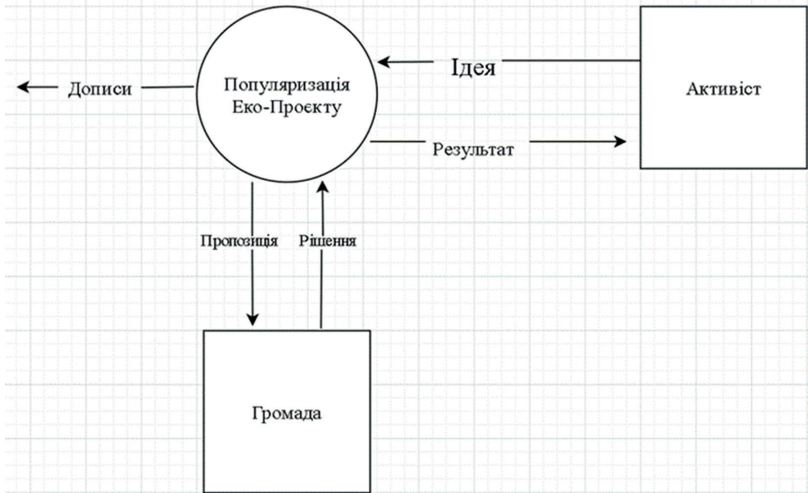 Популяризація
Еко-Проєкту
Дописи
Ідея
Активіст
Результат
Пропозиція
Рішення
Громада